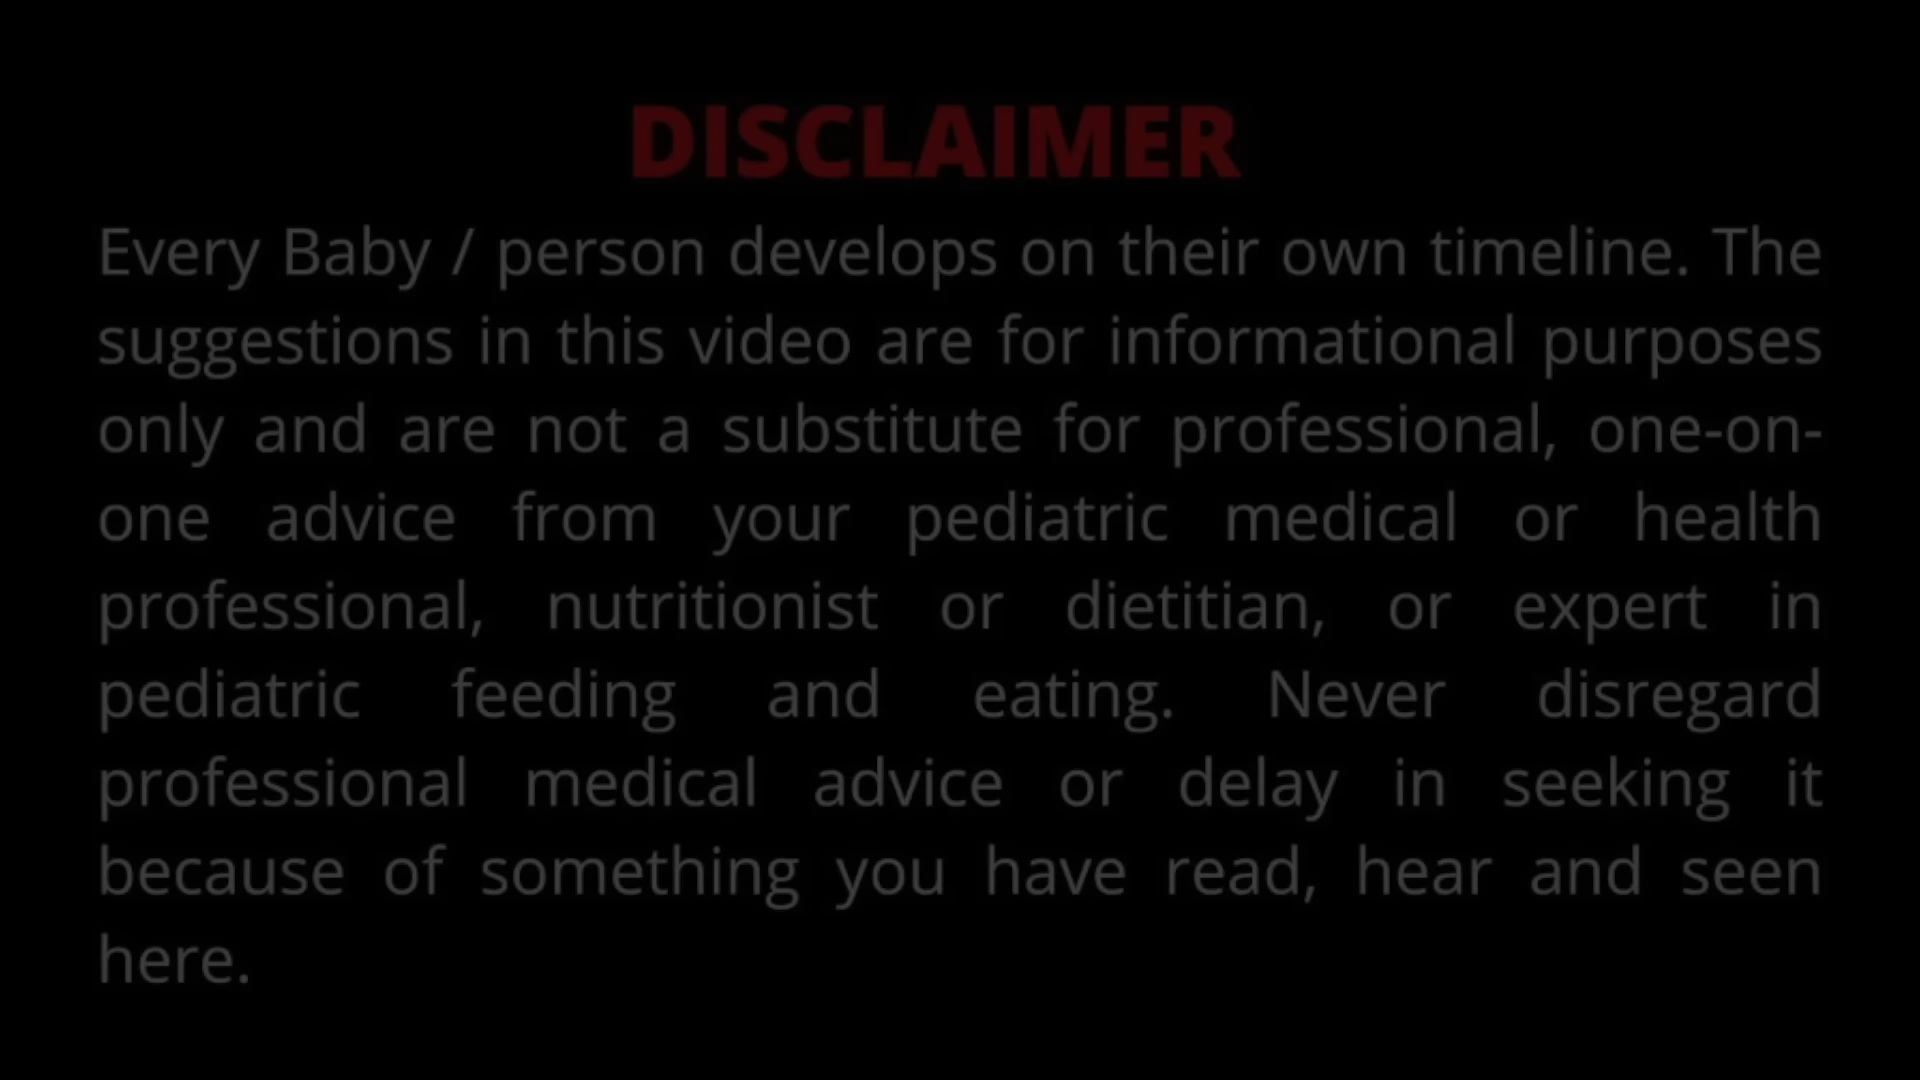 DISCLAIMER
Every Baby / person develops on their own timeline. The
suggestions in this video are for informational purposes
only and are not a substitute for professional, one-on-
one advice from your pediatric medical or health
professional, nutritionist or dietitian, or expert in
pediatric feeding and eating. Never disregard
professional medical advice or delay in seeking it
because of something you have read, hear and seen
here.